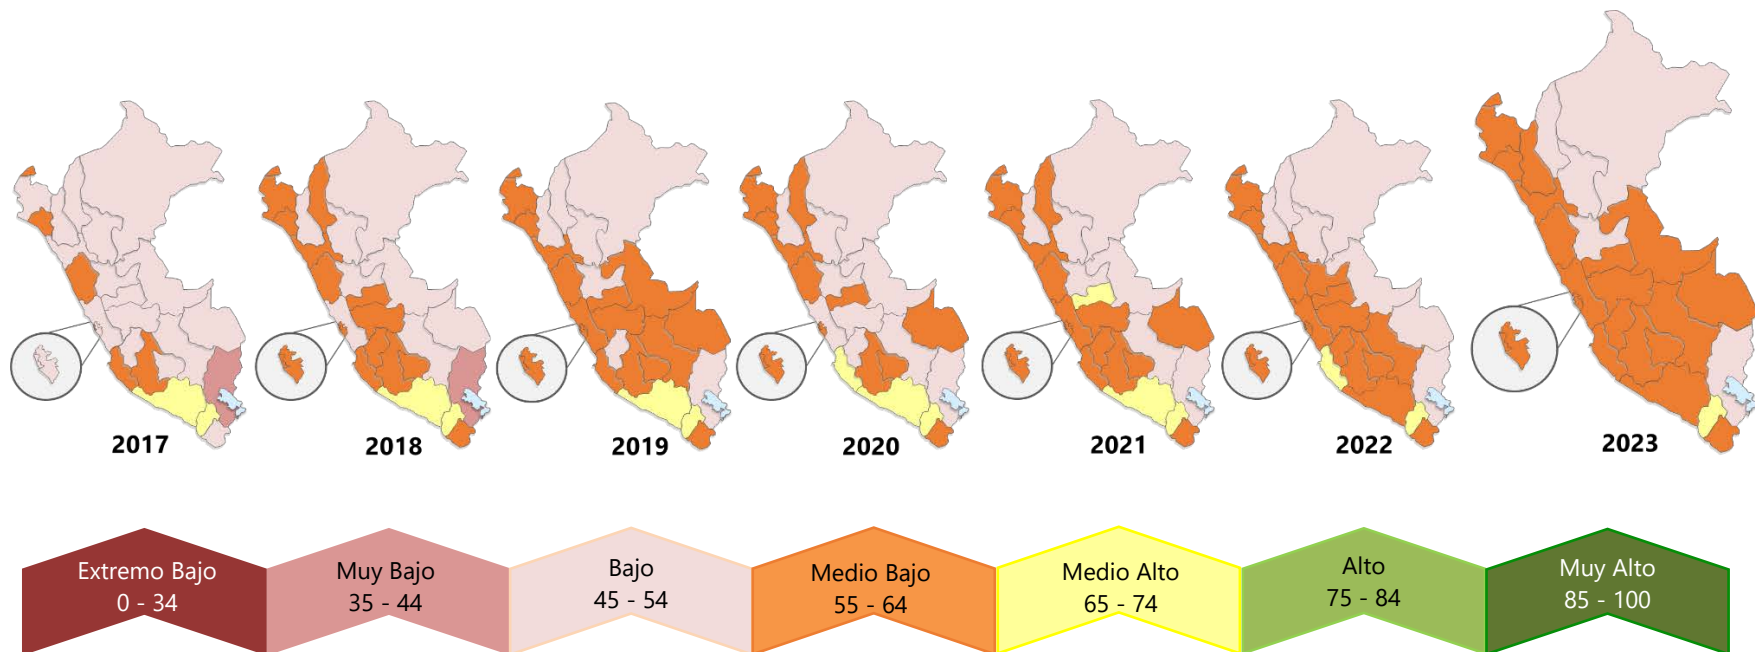 2017
2018
2019
2020
2021
2022
2023
Extremo Bajo
0 - 34
Muy Bajo
35 - 44
Bajo
45 - 54
Medio Bajo
55 - 64
Medio Alto
65 - 74
Alto
75 - 84
Muy Alto
85 - 100